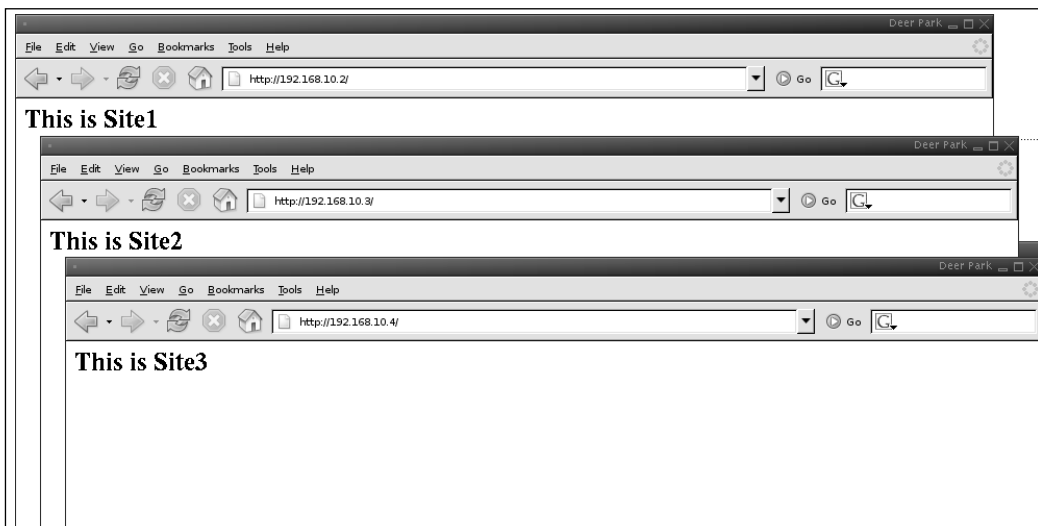 Deer Park
File Edit View Go Bookmarks Tools Help
http://192.168.10.2/ Go G
This is Site1
Deer Park
File Edit View Go Bookmarks Tools Help
http://192.168.10.3/ Go G
This is Site2
Deer Park
File Edit View Go Bookmarks Tools Help
http://192.168.10.4/ Go G
This is Site3